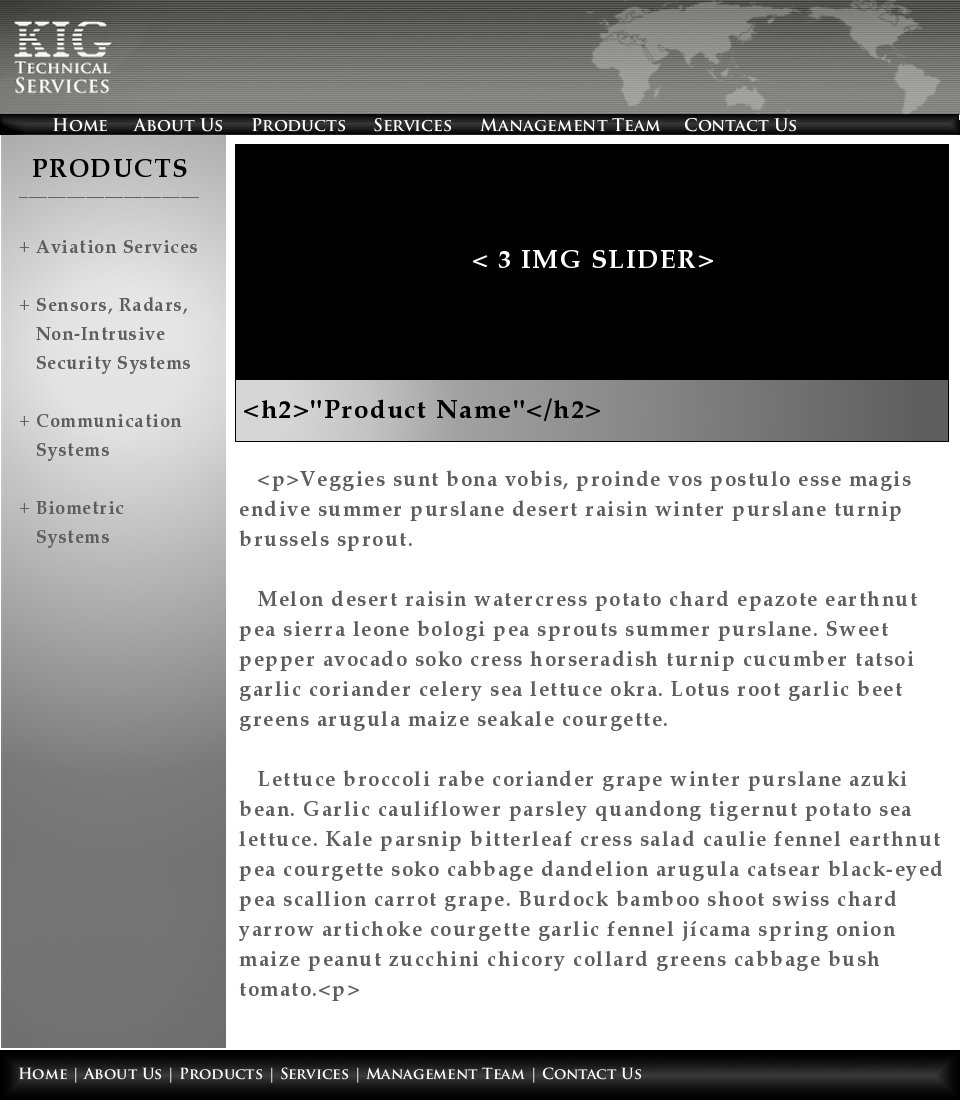 KIG
TECHNICAL
SERVICES
HOME ABOUT US PRODUCTS SERVICES MANAGEMENT TEAM CONTACT US
PRODUCTS
+ Aviation Services
+ Sensors, Radars,
Non-Intrusive
Security Systems
+ Communication
Systems
+ Biometric
Systems
< 3 IMG SLIDER>
<h2>"Product Name"</h2>
<p>Veggies sunt bona vobis, proinde vos postulo esse magis
endive summer purslane desert raisin winter purslane turnip
brussels sprout.
Melon desert raisin watercress potato chard epazote earthnut
pea sierra leone bologi pea sprouts summer purslane. Sweet
pepper avocado soko cress horseradish turnip cucumber tatsoi
garlic coriander celery sea lettuce okra. Lotus root garlic beet
greens arugula maize seakale courgette.
Lettuce broccoli rabe coriander grape winter purslane azuki
bean. Garlic cauliflower parsley quandong tigernut potato sea
lettuce. Kale parsnip bitterleaf cress salad caulie fennel earthnut
pea courgette soko cabbage dandelion arugula catsear black-eyed
pea scallion carrot grape. Burdock bamboo shoot swiss chard
yarrow artichoke courgette garlic fennel jícama spring onion
maize peanut zucchini chicory collard greens cabbage bush
tomato.<p>
HOME | ABOUT US | PRODUCTS | SERVICES | MANAGEMENT TEAM | CONTACT US